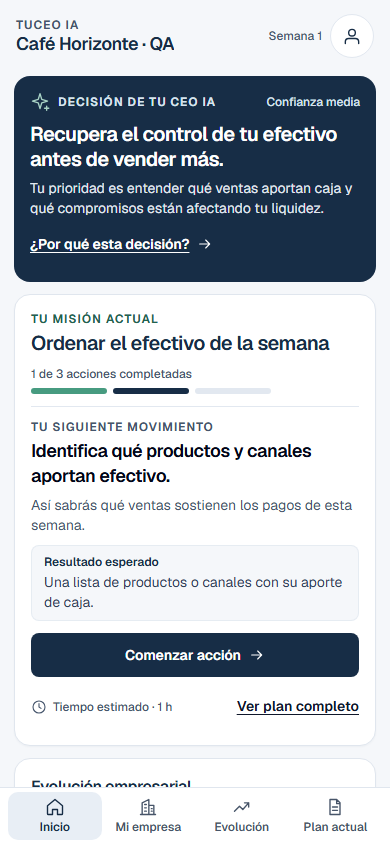 TUCEO IA
Café Horizonte · QA
Semana 1
DECISIÓN DE TU CEO IA
Confianza media
Recupera el control de tu efectivo
antes de vender más.
Tu prioridad es entender qué ventas aportan caja y
qué compromisos están afectando tu liquidez.
¿Por qué esta decisión? →
TU MISIÓN ACTUAL
Ordenar el efectivo de la semana
1 de 3 acciones completadas
TU SIGUIENTE MOVIMIENTO
Identifica qué productos y canales
aportan efectivo.
Así sabrás qué ventas sostienen los pagos de esta
semana.
Resultado esperado
Una lista de productos o canales con su aporte
de caja.
Comenzar acción →
Tiempo estimado · 1 h
Ver plan completo
Evolución empresarial
Inicio
Mi empresa
Evolución
Plan actual